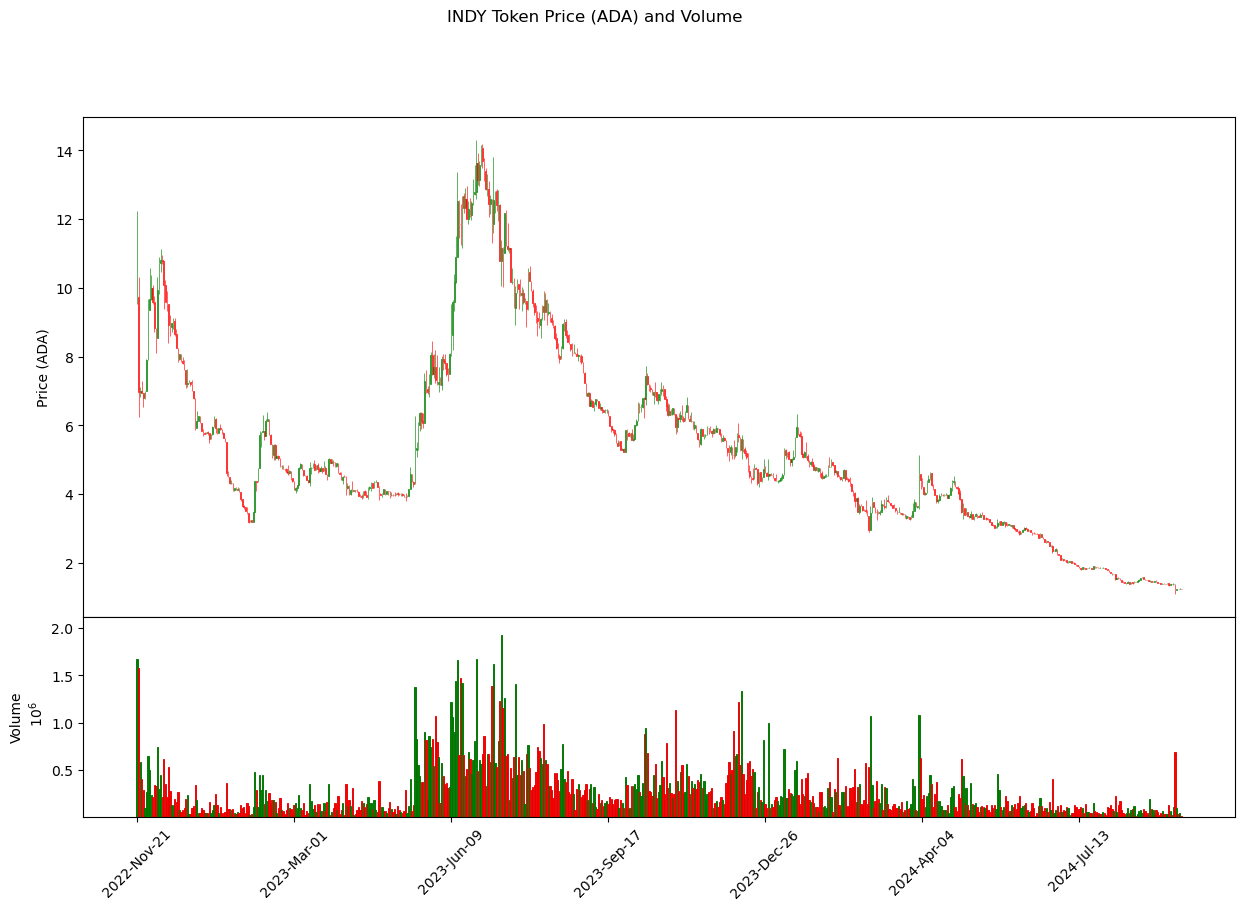 INDY Token Price (ADA) and Volume
Price (ADA)
14
12
10
8
6
4
2
Volume
10^6
2.0
1.5
1.0
0.5
2022-Nov-21
2023-Mar-01
2023-Jun-09
2023-Sep-17
2023-Dec-26
2024-Apr-04
2024-Jul-13